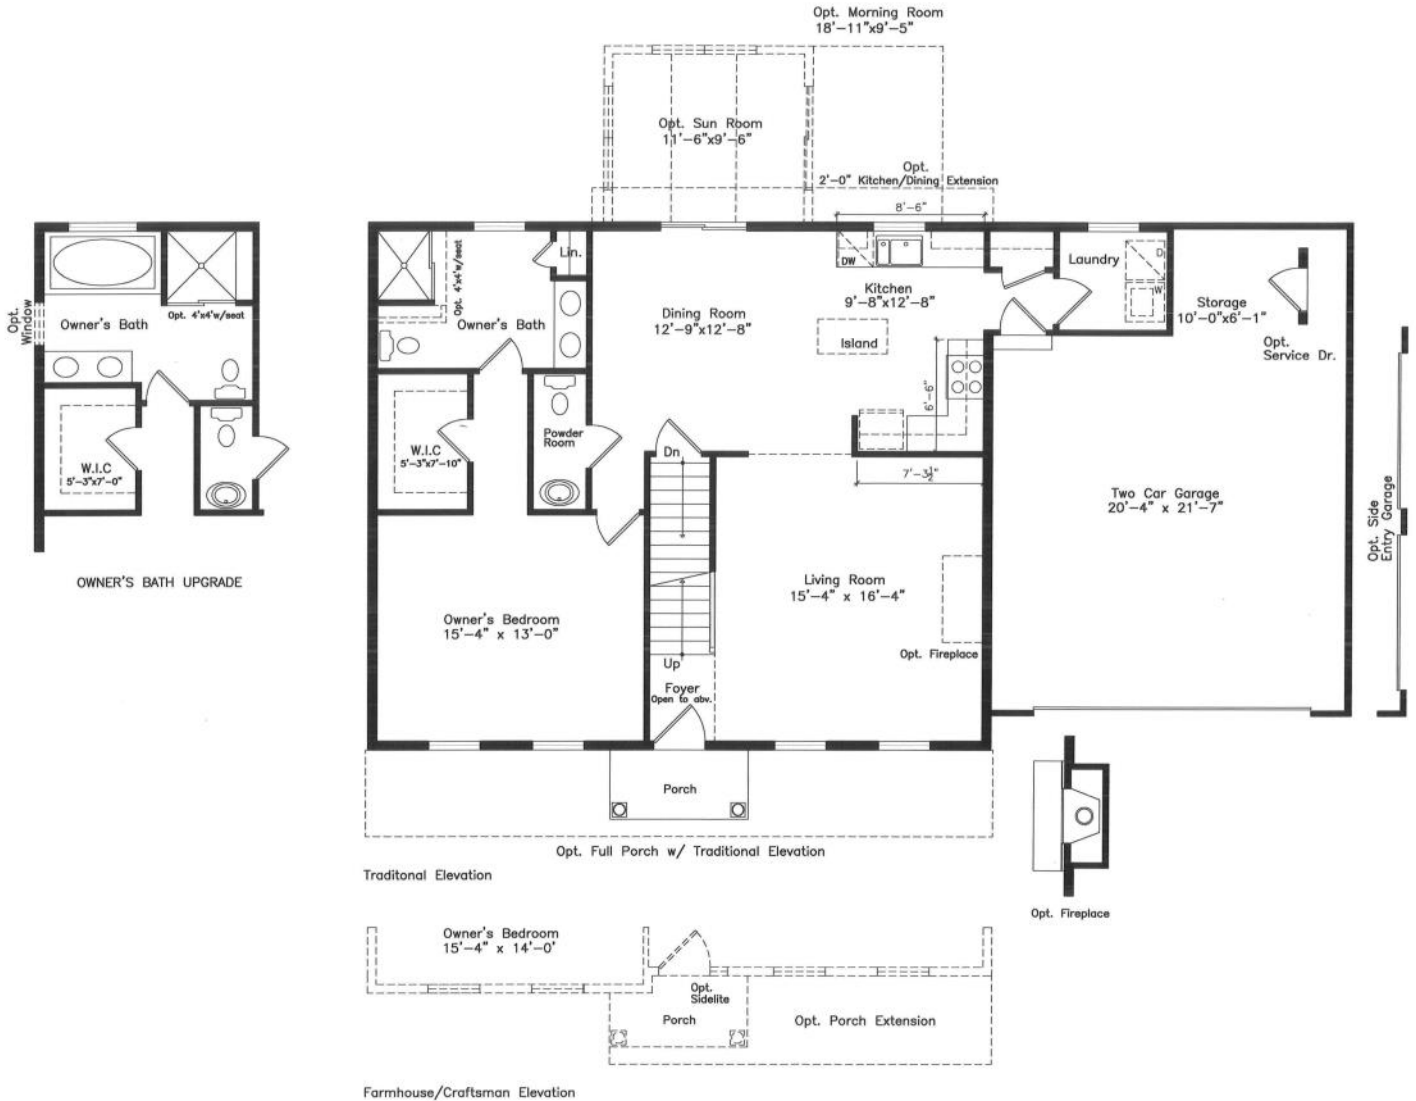 Opt. Morning Room
18'-11"x9'-5"
Opt. Sun Room
11'-6"x9'-6"
Opt.
2'-0" Kitchen/Dining Extension
8'-6"
Opt.
Window
Owner's Bath
Opt. 4'x4'w/seat
W.I.C
5'-3"x7'-0"
OWNER'S BATH UPGRADE
Opt. 4'x4'w/seat
Lin.
Owner's Bath
W.I.C
5'-3"x7'-10"
Powder
Room
Dining Room
12'-9"x12'-8"
DW
Kitchen
9'-8"x12'-8"
Island
6'-6"
7'-3½"
Laundry
D
W
Storage
10'-0"x6'-1"
Opt.
Service Dr.
Two Car Garage
20'-4" x 21'-7"
Opt. Side
Entry Garage
Dn
Up
Foyer
Open to abv.
Living Room
15'-4" x 16'-4"
Opt. Fireplace
Owner's Bedroom
15'-4" x 13'-0"
Porch
Opt. Full Porch w/ Traditional Elevation
Traditonal Elevation
Opt. Fireplace
Owner's Bedroom
15'-4" x 14'-0'
Opt.
Sidelite
Porch
Opt. Porch Extension
Farmhouse/Craftsman Elevation